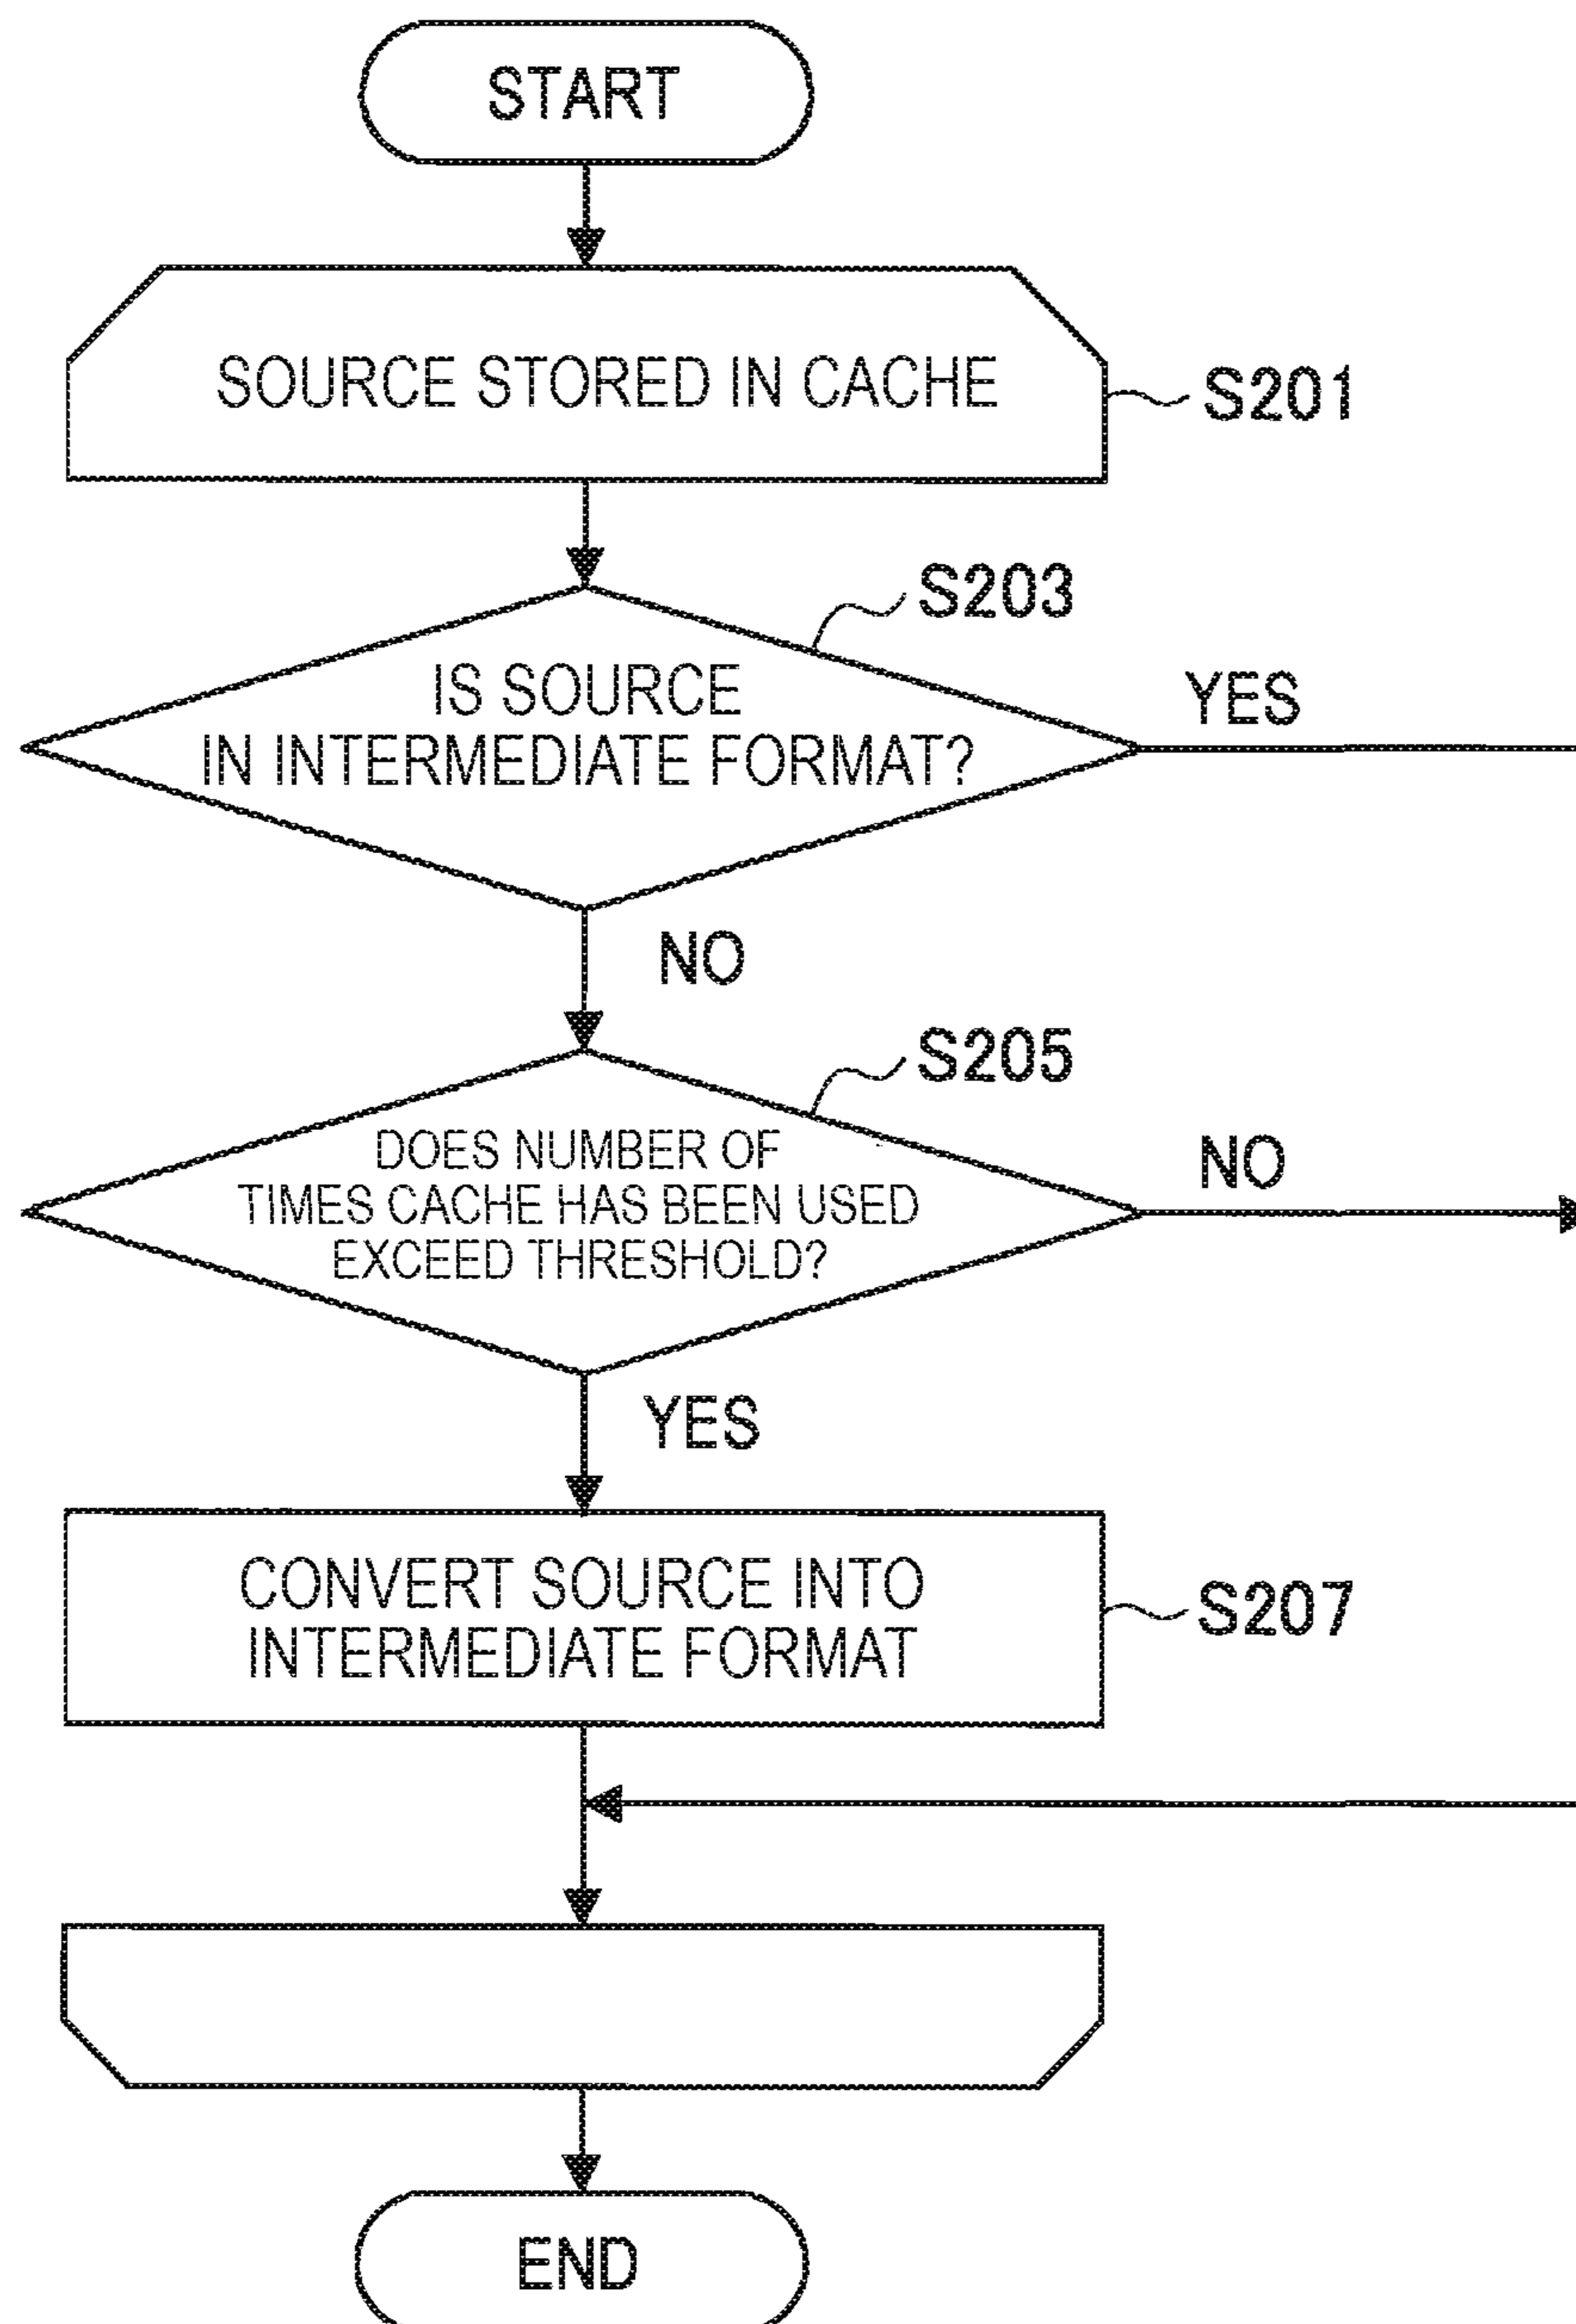 START
SOURCE STORED IN CACHE
S201
S203
IS SOURCE
IN INTERMEDIATE FORMAT?
YES
NO
S205
DOES NUMBER OF
TIMES CACHE HAS BEEN USED
EXCEED THRESHOLD?
NO
YES
CONVERT SOURCE INTO
INTERMEDIATE FORMAT
S207
END